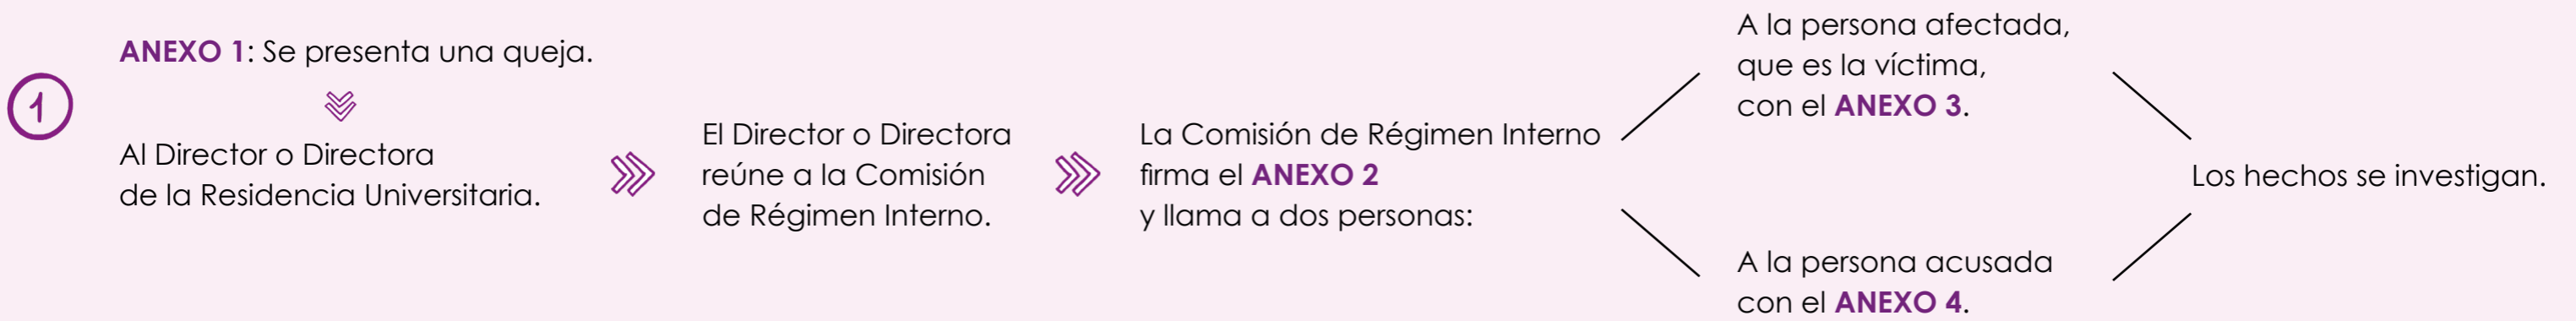 1
ANEXO 1: Se presenta una queja.
Al Director o Directora
de la Residencia Universitaria.
El Director o Directora
reúne a la Comisión
de Régimen Interno.
La Comisión de Régimen Interno
firma el ANEXO 2
y llama a dos personas:
A la persona afectada,
que es la víctima,
con el ANEXO 3.
A la persona acusada
con el ANEXO 4.
Los hechos se investigan.